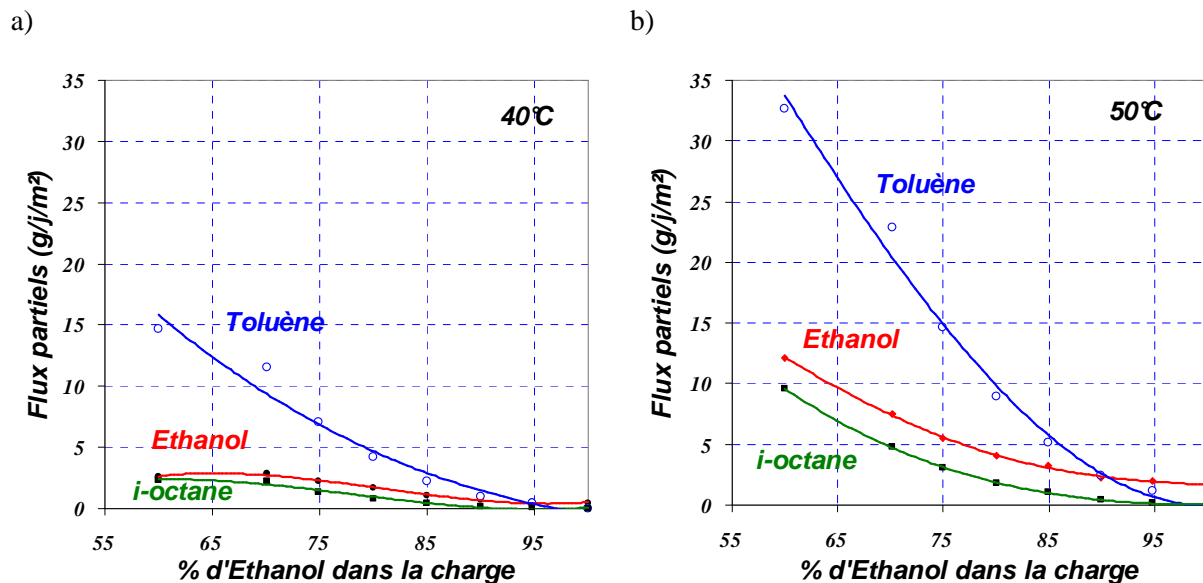 a)
b)
Flux partiels (g/j/m²)
35
30
25
20
15
10
5
0
40°C
Toluène
Ethanol
i-octane
55 65 75 85 95
% d'Ethanol dans la charge
Flux partiels (g/j/m²)
35
30
25
20
15
10
5
0
50°C
Toluène
Ethanol
i-octane
55 65 75 85 95
% d'Ethanol dans la charge